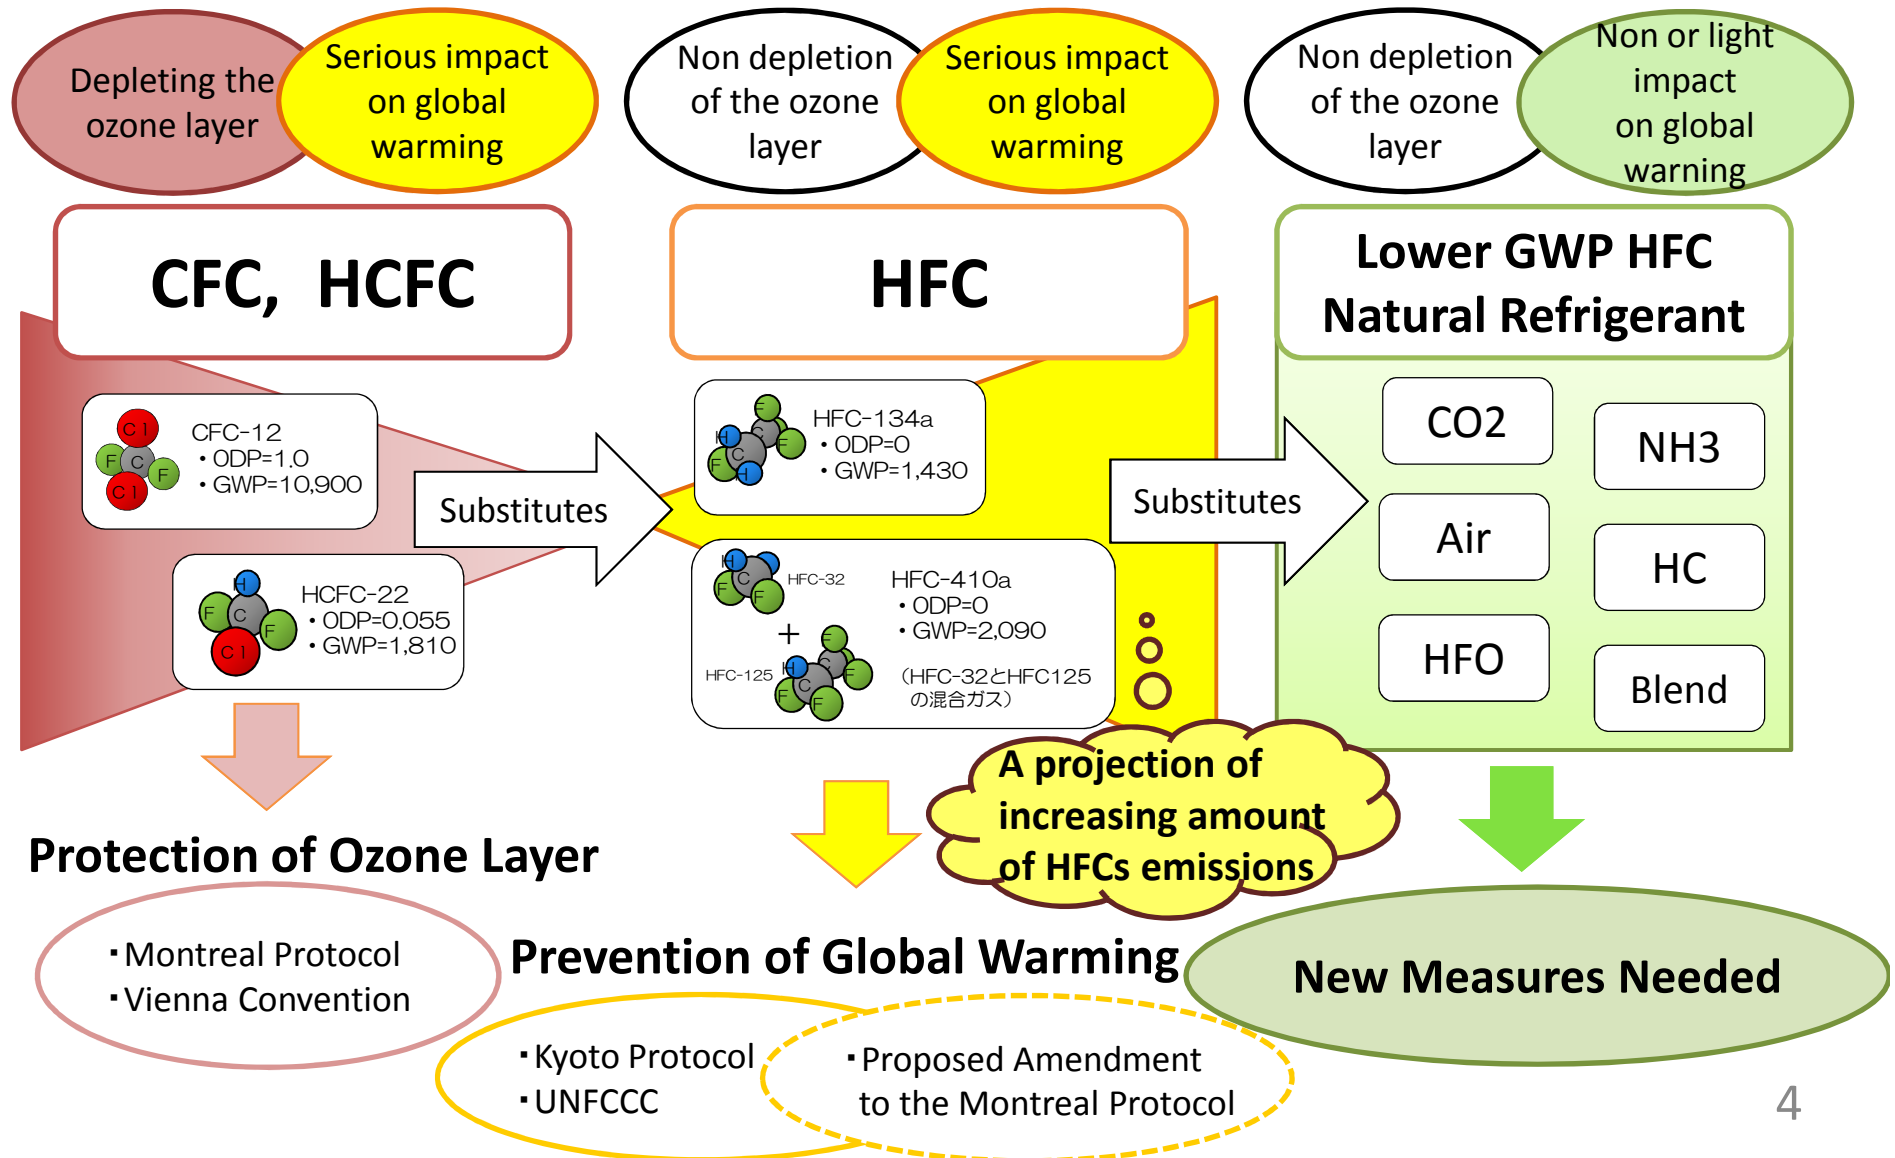 Depleting the
ozone layer
Serious impact
on global
warming
Non depletion
of the ozone
layer
Serious impact
on global
warming
Non depletion
of the ozone
layer
Non or light
impact
on global
warning
CFC, HCFC
HFC
Lower GWP HFC
Natural Refrigerant
Cl
F
C
F
Cl
CFC-12
・ODP=1.0
・GWP=10,900
H
F
C
F
Cl
HCFC-22
・ODP=0.055
・GWP=1,810
Substitutes
F
H
C
F
C
F
H
HFC-134a
・ODP=0
・GWP=1,430
H
C
F
F
HFC-32
+
HFC-125
F
H
C
F
C
F
F
HFC-410a
・ODP=0
・GWP=2,090
（HFC-32とHFC125
の混合ガス）
Substitutes
CO2
NH3
Air
HC
HFO
Blend
A projection of
increasing amount
of HFCs emissions
Protection of Ozone Layer
・Montreal Protocol
・Vienna Convention
Prevention of Global Warming
・Kyoto Protocol
・UNFCCC
・Proposed Amendment
to the Montreal Protocol
New Measures Needed
4